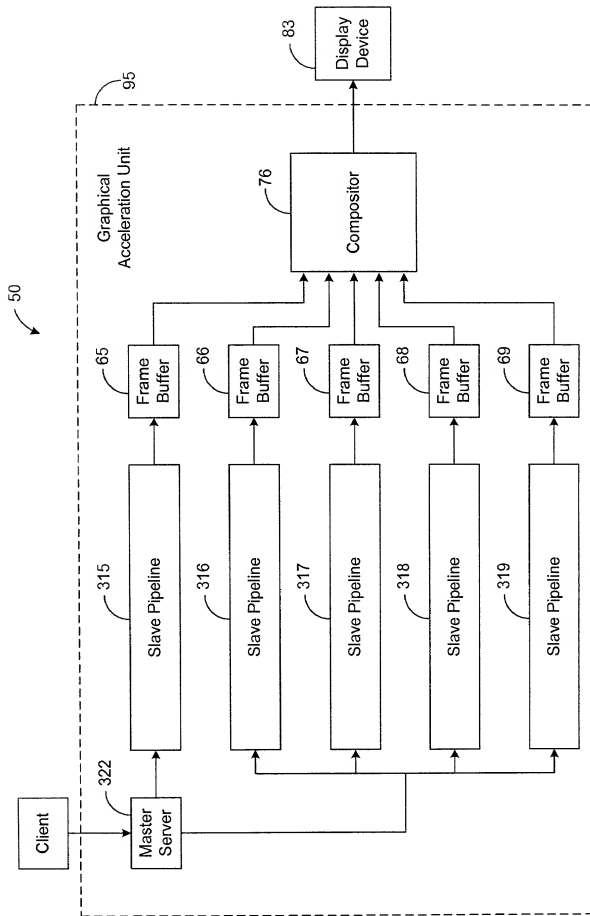 50
95
Client
322
Master
Server
Graphical
Acceleration Unit
315
Slave Pipeline
65
Frame
Buffer
316
Slave Pipeline
66
Frame
Buffer
317
Slave Pipeline
67
Frame
Buffer
318
Slave Pipeline
68
Frame
Buffer
319
Slave Pipeline
69
Frame
Buffer
76
Compositor
83
Display
Device